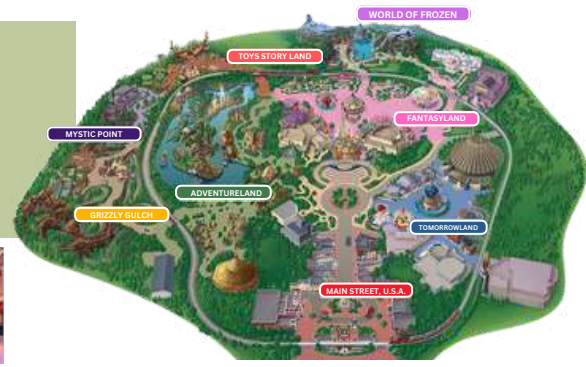 WORLD OF FROZEN
TOYS STORY LAND
FANTASYLAND
MYSTIC POINT
ADVENTURELAND
GRIZZLY GULCH
TOMORROWLAND
MAIN STREET, U.S.A.